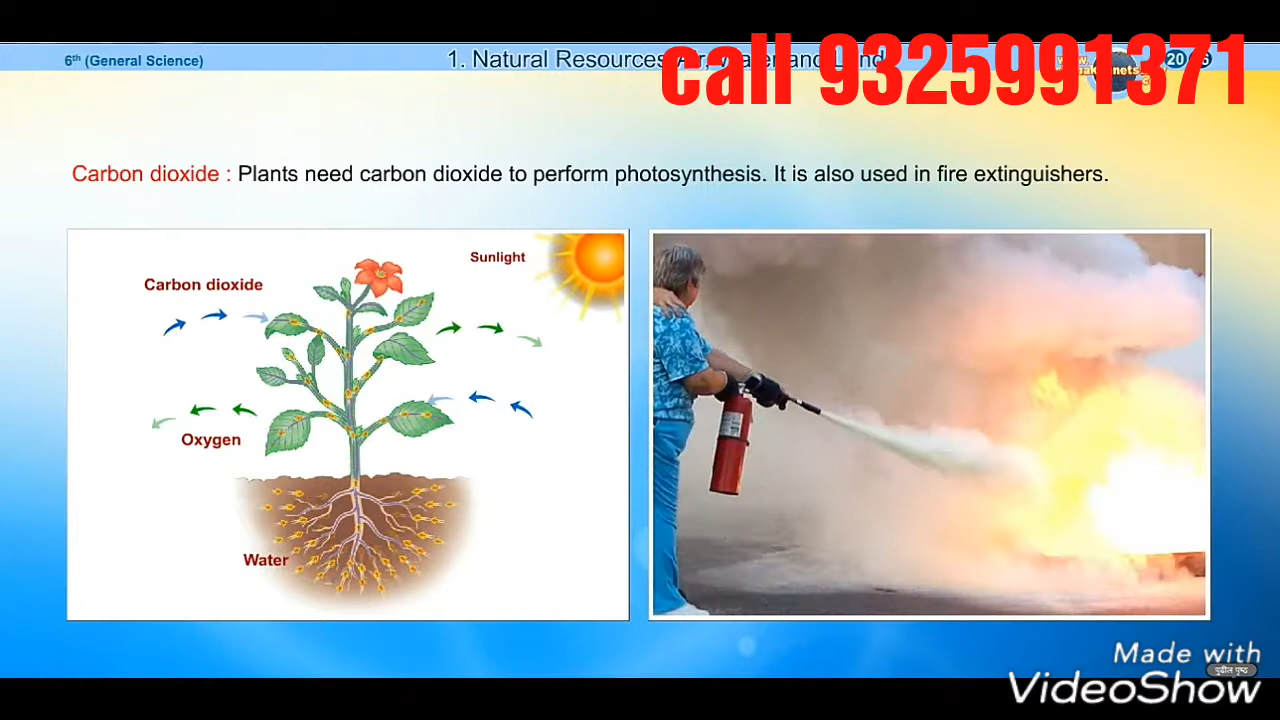 call 9325991371
6th (General Science)
1. Natural Resources
Carbon dioxide : Plants need carbon dioxide to perform photosynthesis. It is also used in fire extinguishers.
Sunlight
Carbon dioxide
Oxygen
Water
Made with
पुढील पृष्ठ
VideoShow